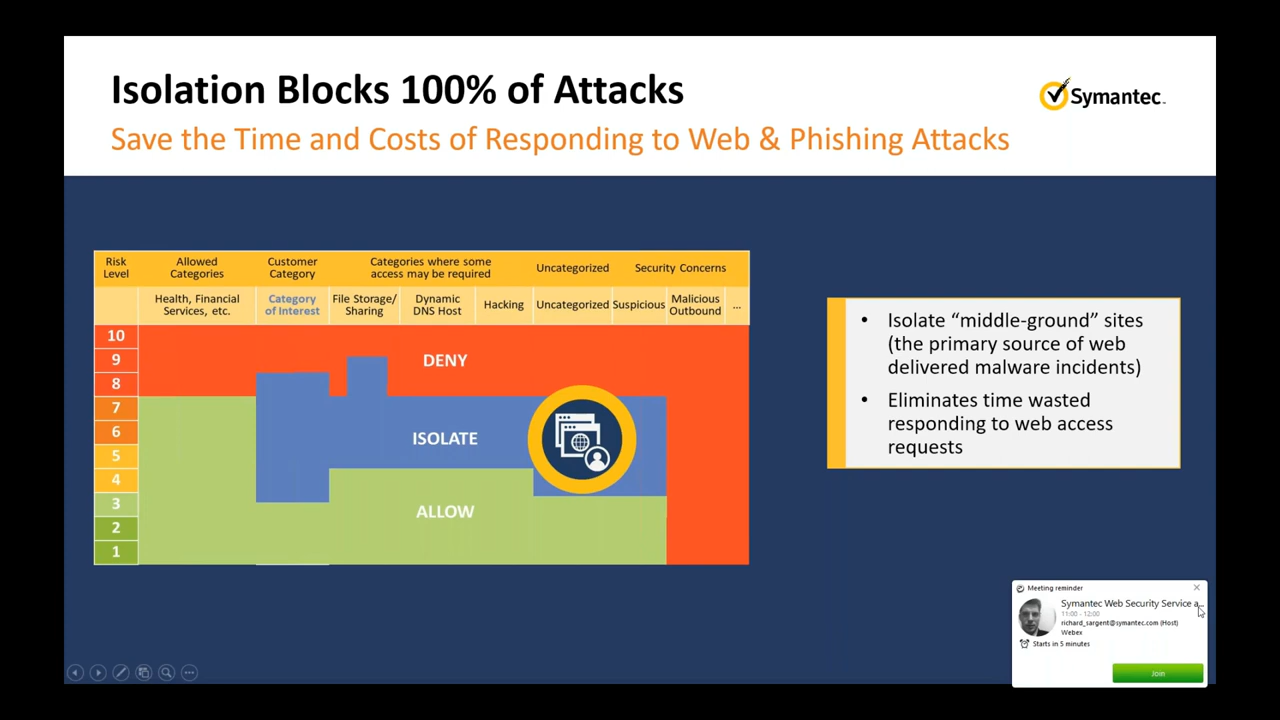 Isolation Blocks 100% of Attacks
Symantec™
Save the Time and Costs of Responding to Web & Phishing Attacks
Risk
Level
Allowed
Categories
Customer
Category
Categories where some
access may be required
Uncategorized
Security Concerns
Health, Financial
Services, etc.
Category
of Interest
File Storage/
Sharing
Dynamic
DNS Host
Hacking
Uncategorized
Suspicious
Malicious
Outbound
...
10
9
8
7
6
5
4
3
2
1
DENY
ISOLATE
ALLOW
• Isolate “middle-ground” sites
(the primary source of web
delivered malware incidents)
• Eliminates time wasted
responding to web access
requests
Meeting reminder
Symantec Web Security Service a...
11:00 - 12:00
richard_sargent@symantec.com (Host)
Webex
Starts in 5 minutes
Join